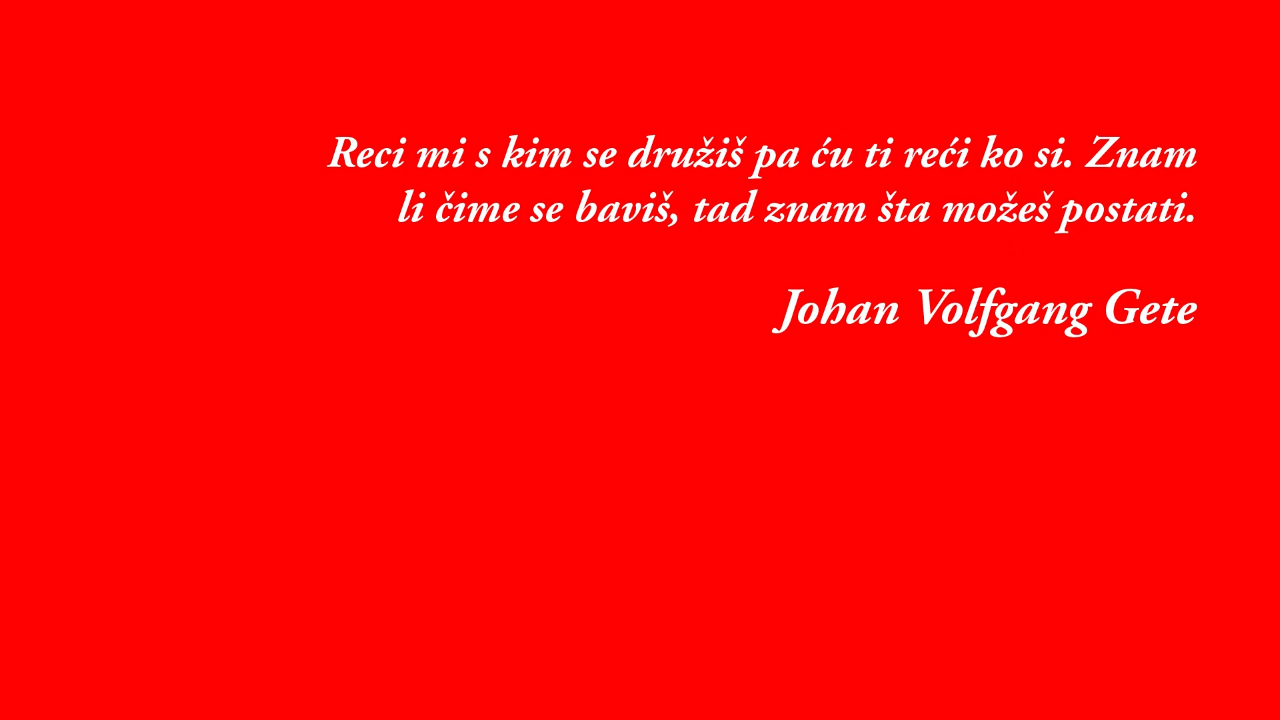 Reci mi s kim se družiš pa ću ti reći ko si. Znam
li čime se baviš, tad znam šta možeš postati.
Johan Volfgang Gete